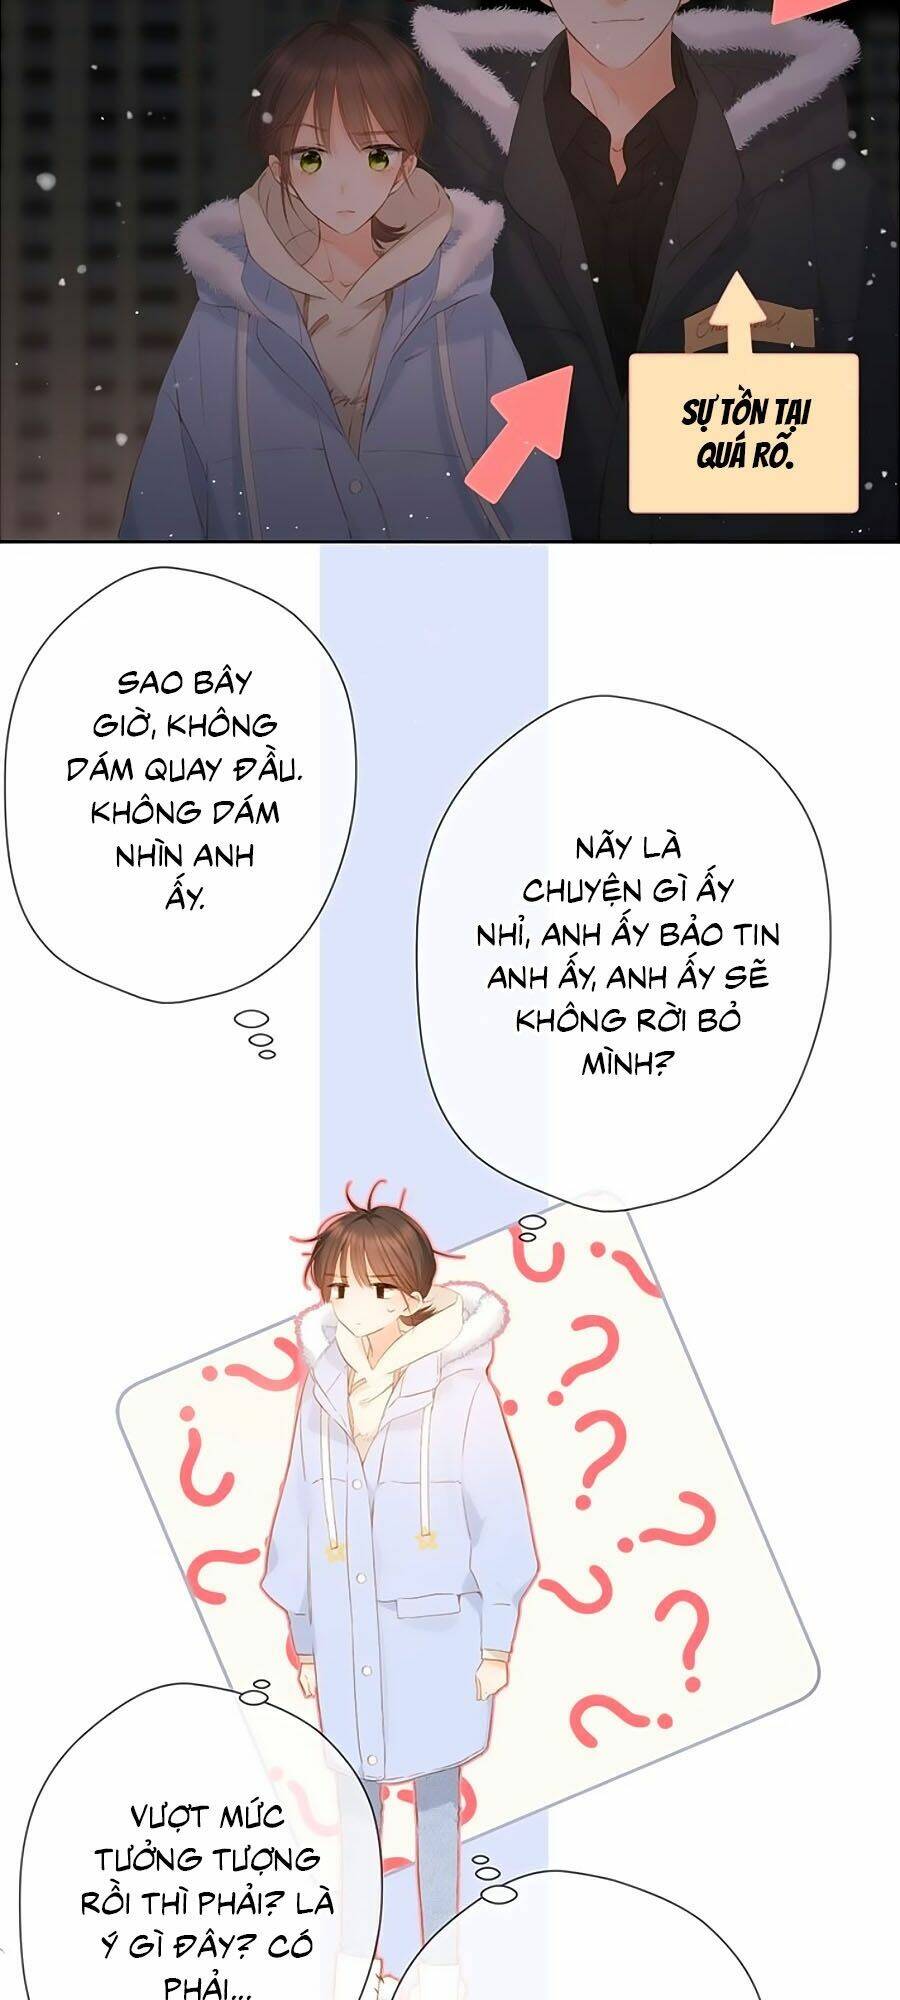 SỰ TỒN TẠI
QUÁ RÕ.
SAO BÂY
GIỜ, KHÔNG
DÁM QUAY ĐẦU.
KHÔNG DÁM
NHÌN ANH
ẤY.
NÃY LÀ
CHUYỆN GÌ ẤY
NHỈ, ANH ẤY BẢO TIN
ANH ẤY, ANH ẤY SẼ
KHÔNG RỜI BỎ
MÌNH?
? ? ? ? ? ? ? ? ? ? ?
VƯỢT MỨC
TƯỞNG TƯỢNG
RỒI THÌ PHẢI? LÀ
Ý GÌ ĐÂY? CÓ
PHẢI...